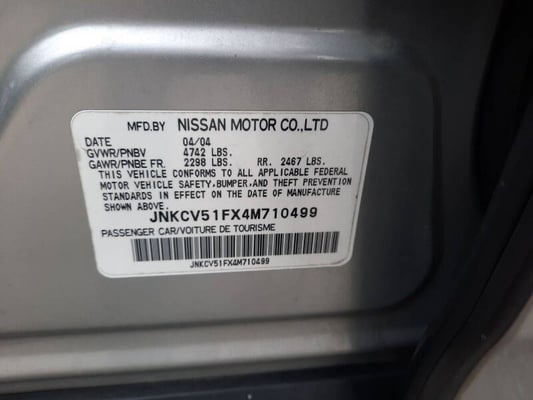 MFD.BY NISSAN MOTOR CO.,LTD
DATE 04/04
GVWR/PNBV 4742 LBS.
GAWR/PNBE FR. 2298 LBS. RR. 2467 LBS.
THIS VEHICLE CONFORMS TO ALL APPLICABLE FEDERAL
MOTOR VEHICLE SAFETY,BUMPER,AND THEFT PREVENTION
STANDARDS IN EFFECT ON THE DATE OF MANUFACTURE
SHOWN ABOVE.
JNKCV51FX4M710499
PASSENGER CAR/VOITURE DE TOURISME
JNKCV51FX4M710499